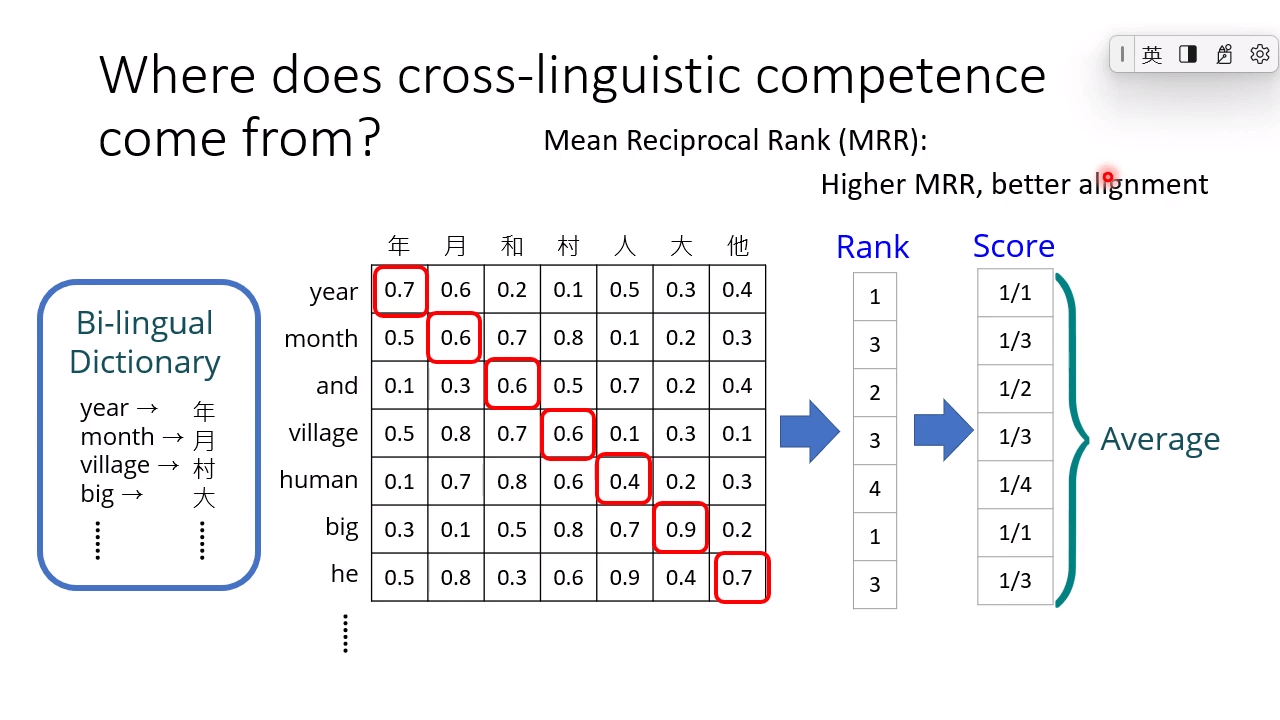 英
Where does cross-linguistic competence
come from?
Mean Reciprocal Rank (MRR):
Higher MRR, better alignment
年 月 和 村 人 大 他
Rank
Score
Bi-lingual
Dictionary
year → 年
month → 月
village → 村
big → 大
year 0.7 0.6 0.2 0.1 0.5 0.3 0.4 1 1/1
month 0.5 0.6 0.7 0.8 0.1 0.2 0.3 3 1/3
and 0.1 0.3 0.6 0.5 0.7 0.2 0.4 2 1/2
village 0.5 0.8 0.7 0.6 0.1 0.3 0.1 3 1/3
human 0.1 0.7 0.8 0.6 0.4 0.2 0.3 4 1/4
big 0.3 0.1 0.5 0.8 0.7 0.9 0.2 1 1/1
he 0.5 0.8 0.3 0.6 0.9 0.4 0.7 3 1/3
Average